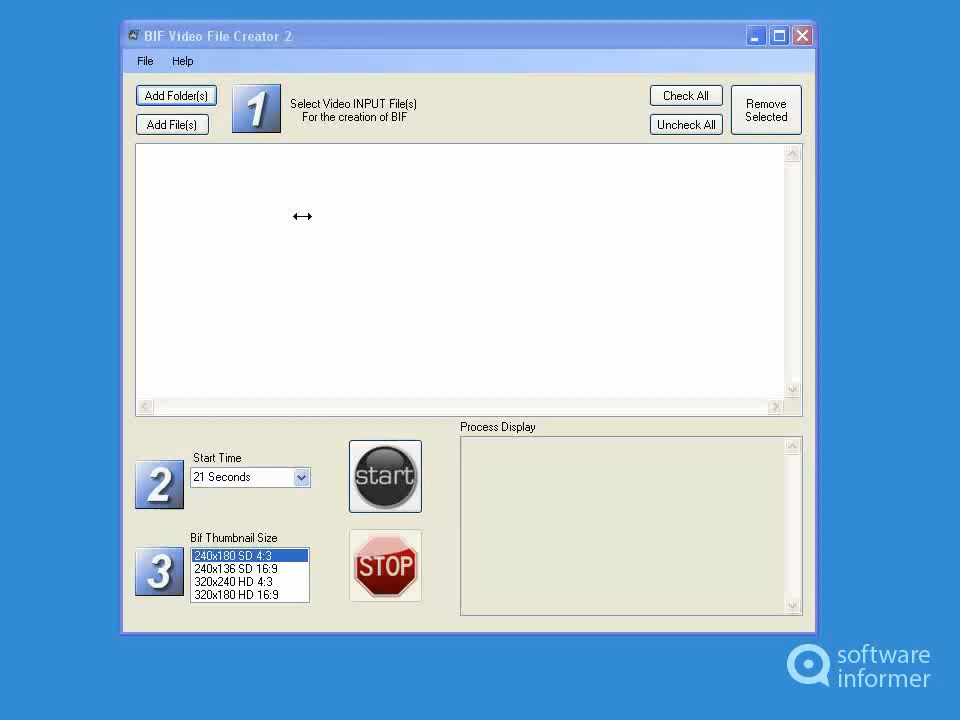 BIF Video File Creator 2
File Help
Add Folder(s)
Add File(s)
1
Select Video INPUT File(s)
For the creation of BIF
Check All
Uncheck All
Remove
Selected
Process Display
2
Start Time
21 Seconds
start
3
Bif Thumbnail Size
240x180 SD 4:3
240x136 SD 16:9
320x240 HD 4:3
320x180 HD 16:9
STOP
software
informer